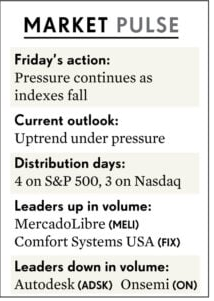 MARKET PULSE
Friday's action:
Pressure continues as
indexes fall
Current outlook:
Uptrend under pressure
Distribution days:
4 on S&P 500, 3 on Nasdaq
Leaders up in volume:
MercadoLibre (MELI)
Comfort Systems USA (FIX)
Leaders down in volume:
Autodesk (ADSK) Onsemi (ON)